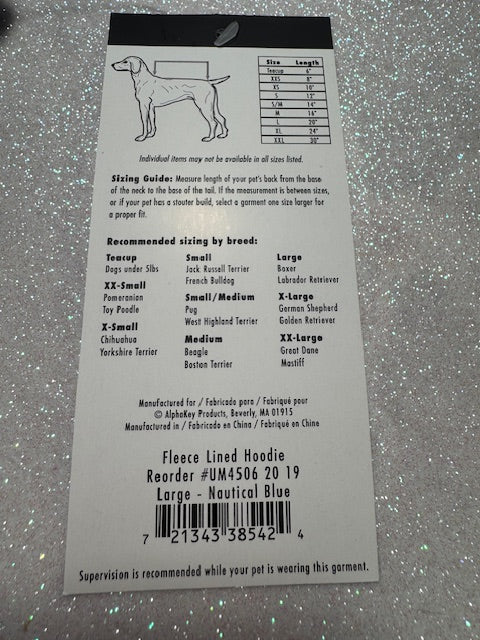 Size Length
Teacup 6"
XXS 8"
XS 10"
S 12"
S/M 14"
M 16"
L 20"
XL 24"
XXL 30"
Individual items may not be available in all sizes listed.
Sizing Guide: Measure length of your pet's back from the base
of the neck to the base of the tail. If the measurement is between sizes,
or if your pet has a stouter build, select a garment one size larger for
a proper fit.
Recommended sizing by breed:
Teacup
Dogs under 5lbs
XX-Small
Pomeranian
Toy Poodle
X-Small
Chihuahua
Yorkshire Terrier
Small
Jack Russell Terrier
French Bulldog
Small/Medium
Pug
West Highland Terrier
Medium
Beagle
Boston Terrier
Large
Boxer
Labrador Retriever
X-Large
German Shepherd
Golden Retriever
XX-Large
Great Dane
Mastiff
Manufactured for / Fabricado para / Fabriqué pour
© AlphaKey Products, Beverly, MA 01915
Manufactured in / Fabricado en China / Fabriqué en Chine
Fleece Lined Hoodie
Reorder #UM4506 20 19
Large - Nautical Blue
7 21343 38542 4
Supervision is recommended while your pet is wearing this garment.